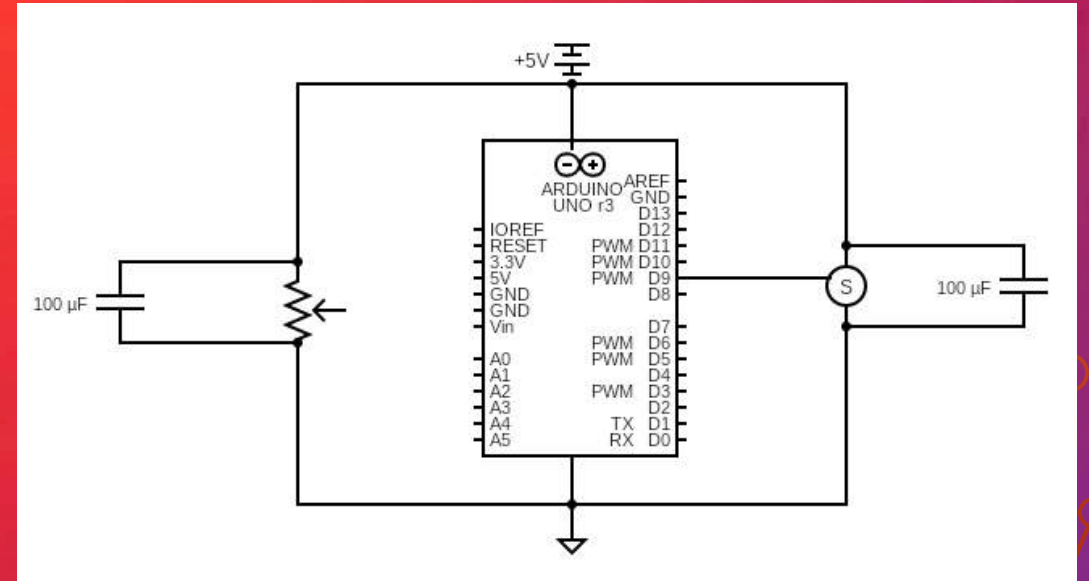 +5V
ARDUINO
UNO r3
AREF
GND
D13
IOREF D12
RESET PWM D11
3.3V PWM D10
5V PWM D9
GND D8
GND
Vin D7
PWM D6
A0 PWM D5
A1 D4
A2 PWM D3
A3 D2
A4 TX D1
A5 RX D0
100 µF
S
100 µF